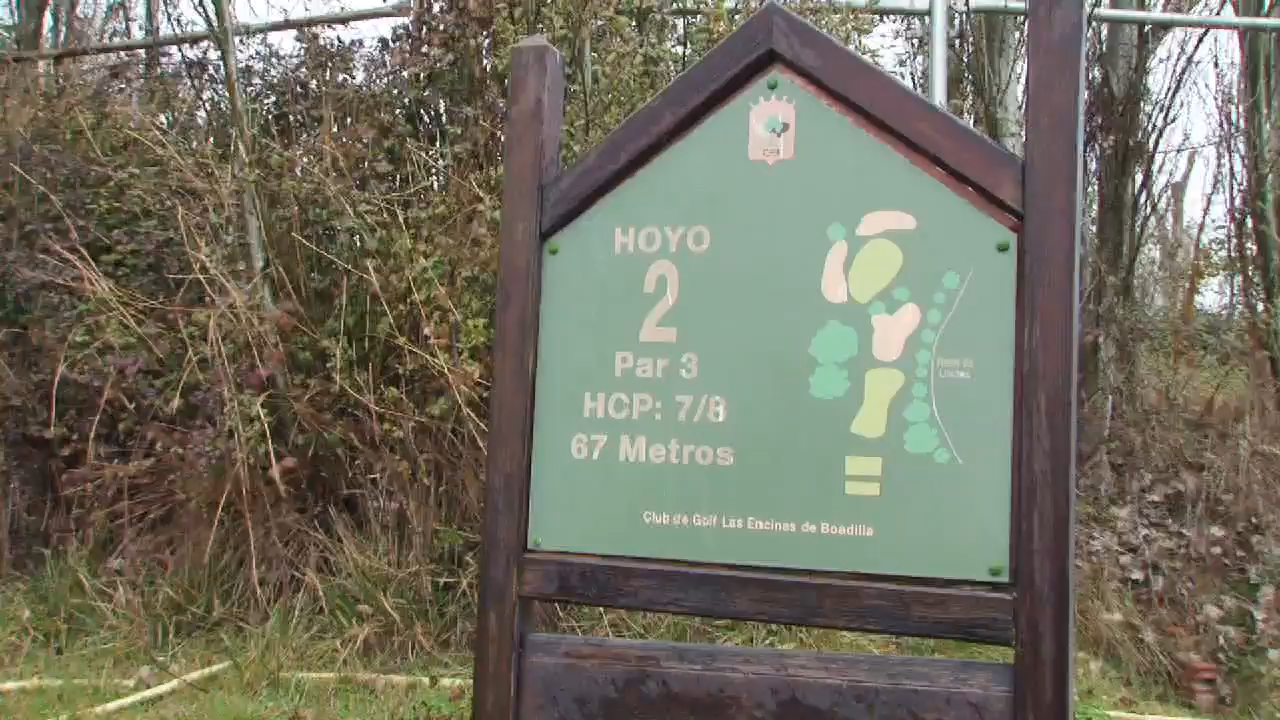 HOYO
2
Par 3
HCP: 7/8
67 Metros
Club de Golf Las Encinas de Boadilla